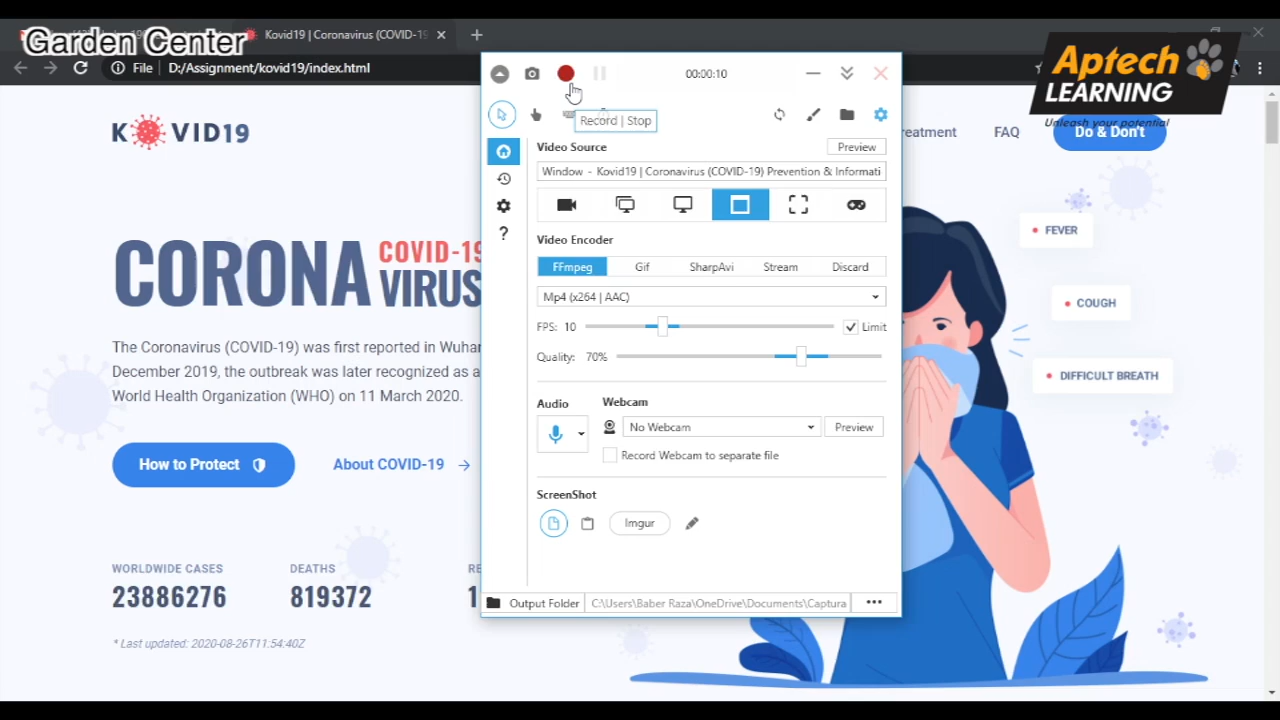 Garden Center
Kovid19 | Coronavirus (COVID-19
File
D:/Assignment/kovid19/index.html
Aptech
LEARNING
Unleash your potential
00:00:10
Record | Stop
K VID19
eatment
FAQ
Do & Don't
Video Source
Preview
Window - Kovid19 | Coronavirus (COVID-19) Prevention & Informati
Video Encoder
FFmpeg
Gif
SharpAvi
Stream
Discard
Mp4 (x264 | AAC)
FPS: 10
Limit
Quality: 70%
Audio
Webcam
No Webcam
Preview
Record Webcam to separate file
ScreenShot
Imgur
Output Folder
C:\Users\Baber Raza\OneDrive\Documents\Captura
CORONA
COVID-19
VIRUS
The Coronavirus (COVID-19) was first reported in Wuhan
December 2019, the outbreak was later recognized as a
World Health Organization (WHO) on 11 March 2020.
How to Protect
About COVID-19
FEVER
COUGH
DIFFICULT BREATH
WORLDWIDE CASES
23886276
DEATHS
819372
RE
1
* Last updated: 2020-08-26T11:54:40Z